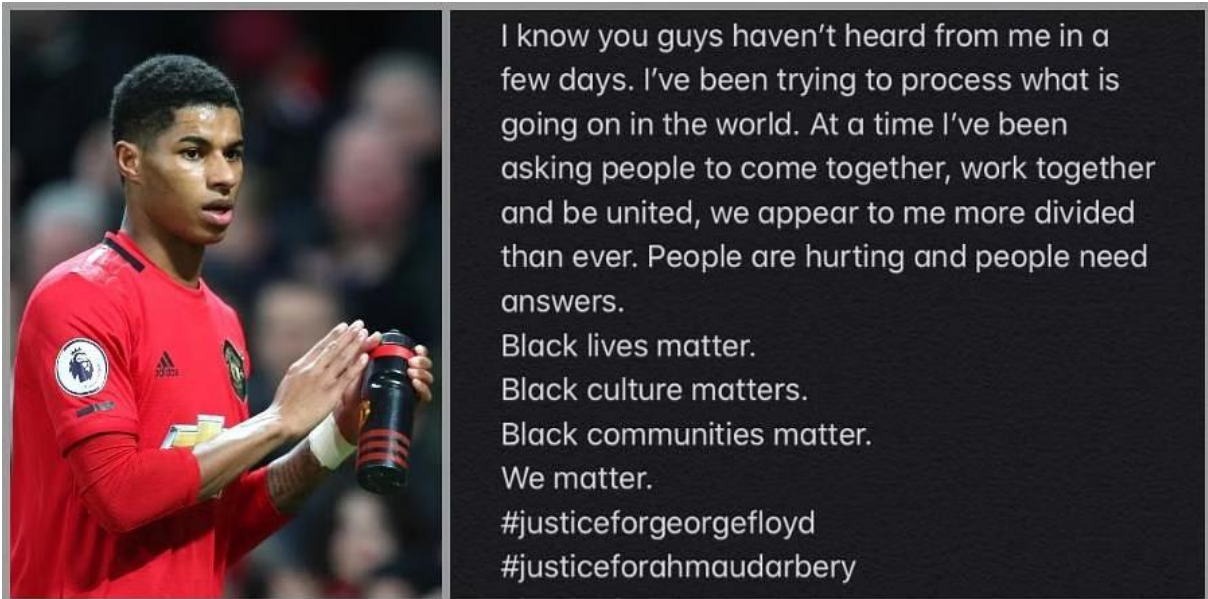 adidas
I know you guys haven't heard from me in a
few days. I've been trying to process what is
going on in the world. At a time I've been
asking people to come together, work together
and be united, we appear to me more divided
than ever. People are hurting and people need
answers.
Black lives matter.
Black culture matters.
Black communities matter.
We matter.
#justiceforgeorgefloyd
#justiceforahmaudarbery